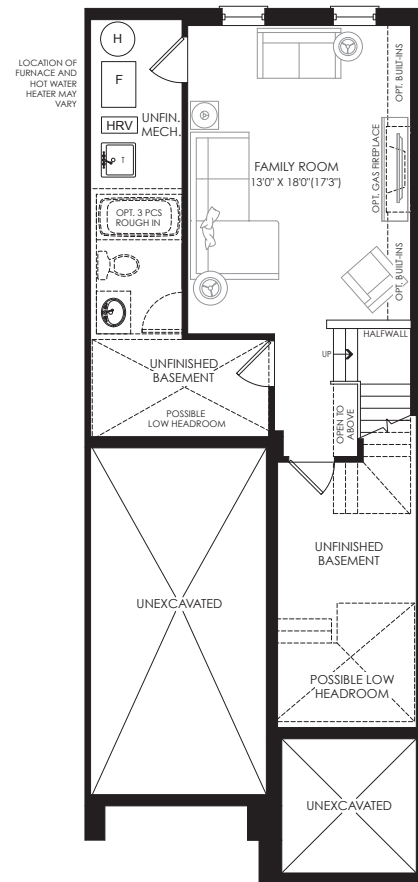 H
LOCATION OF
FURNACE AND
HOT WATER
HEATER MAY
VARY
F
HRV
UNFIN.
MECH.
T
OPT. BUILT-INS
OPT. GAS FIREPLACE
FAMILY ROOM
13'0" X 18'0"(17'3")
OPT. 3 PCS
ROUGH IN
OPT. BUILT-INS
HALFWALL
UP
UNFINISHED
BASEMENT
POSSIBLE
LOW HEADROOM
OPEN TO
ABOVE
UNFINISHED
BASEMENT
UNEXCAVATED
POSSIBLE LOW
HEADROOM
UNEXCAVATED